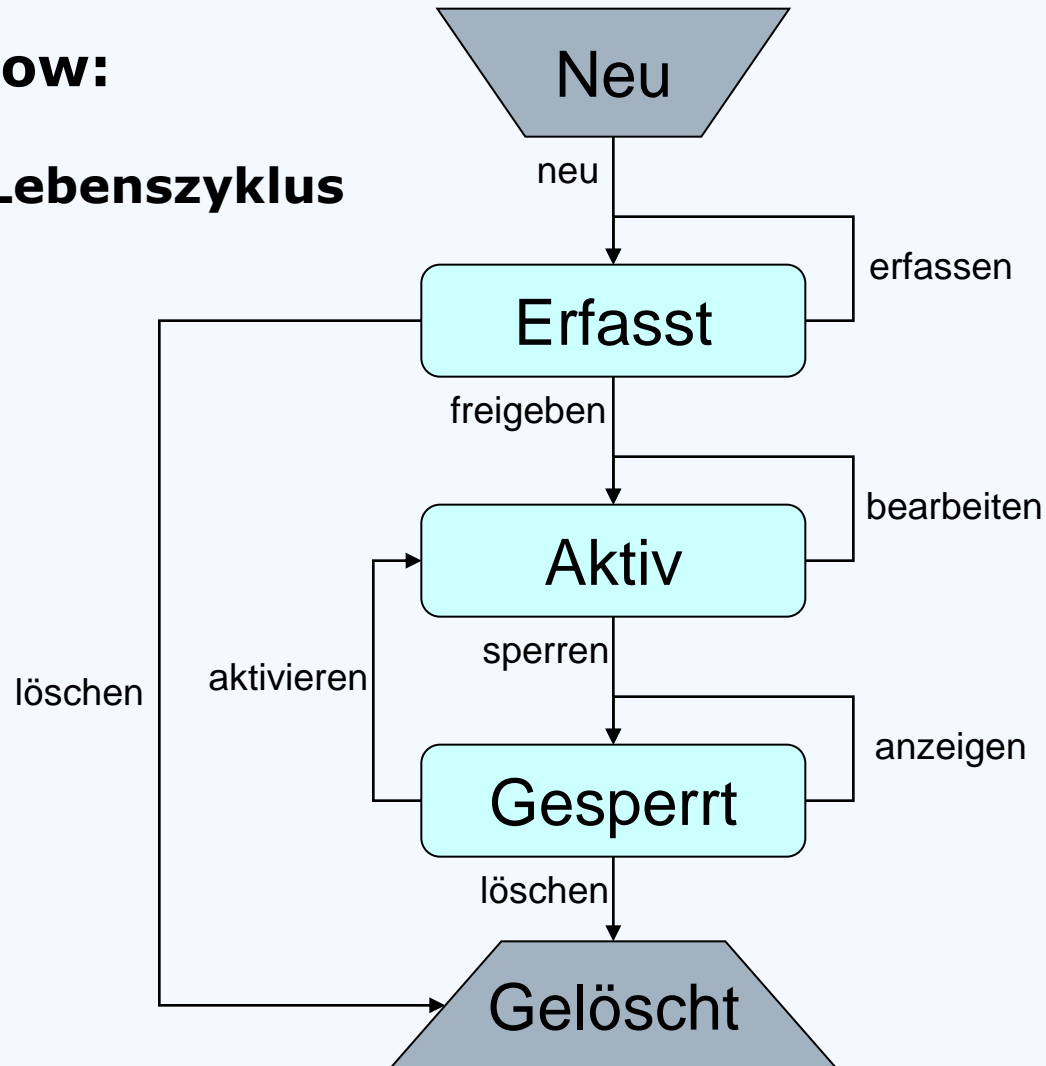 ow:
Lebenszyklus
Neu
neu
erfassen
Erfasst
freigeben
bearbeiten
Aktiv
sperren
aktivieren
löschen
anzeigen
Gesperrt
löschen
Gelöscht